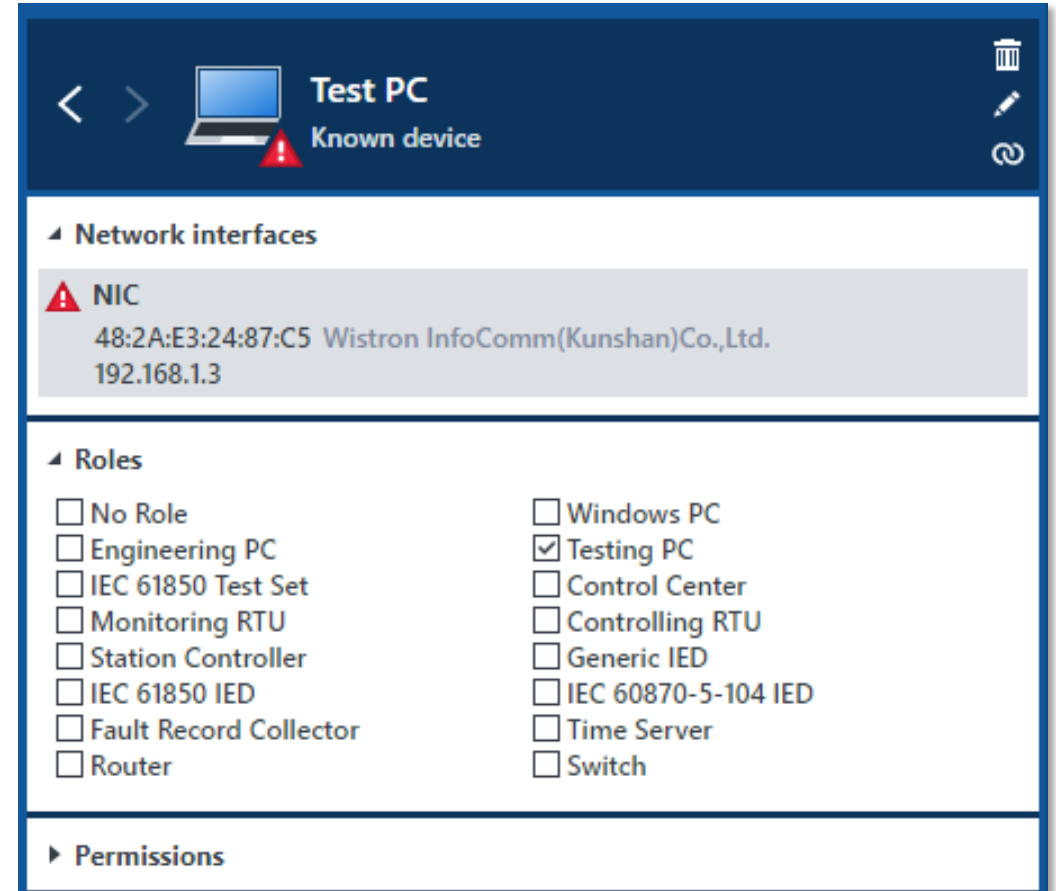 Test PC
Known device
Network interfaces
NIC
48:2A:E3:24:87:C5 Wistron InfoComm(Kunshan)Co.,Ltd.
192.168.1.3
Roles
No Role
Windows PC
Engineering PC
Testing PC
IEC 61850 Test Set
Control Center
Monitoring RTU
Controlling RTU
Station Controller
Generic IED
IEC 61850 IED
IEC 60870-5-104 IED
Fault Record Collector
Time Server
Router
Switch
Permissions